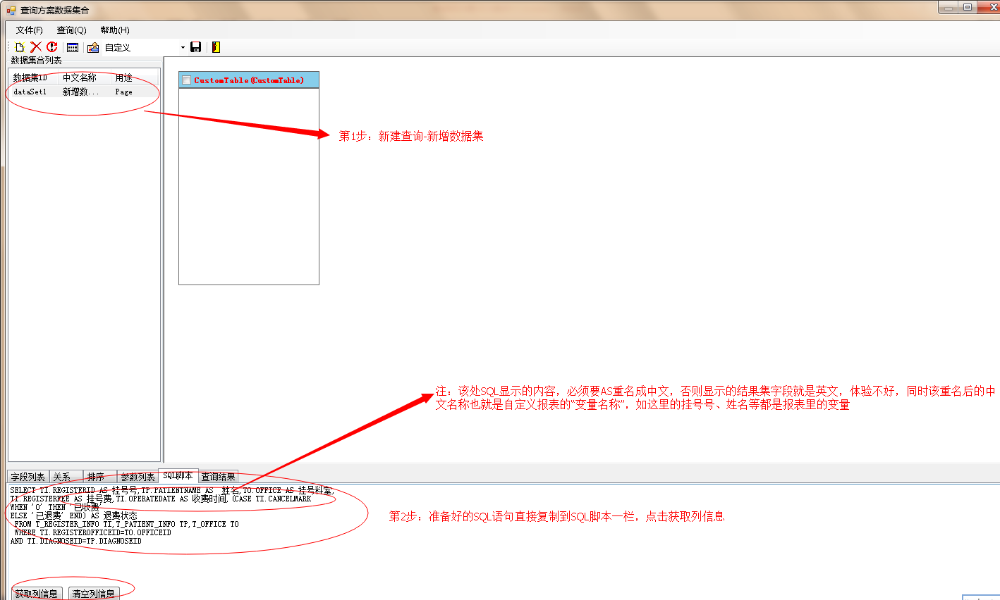 查询方案数据集合
文件(F) 查询(Q) 帮助(H)
自定义
数据集合列表
数据集ID 中文名称 用途
dataSet1 新增数... Page
CustomTable(CustomTable)
第1步：新建查询-新增数据集
注：该处SQL显示的内容，必须要AS重名成中文，否则显示的结果集字段就是英文，体验不好，同时该重名后的中
文名称也就是自定义报表的“变量名称”，如这里的挂号号、姓名等都是报表里的变量
字段列表 关系 排序 参数列表 SQL脚本 查询结果
SELECT TI.REGISTERID AS 挂号号,TP.PATIENTNAME AS 姓名,TO.OFFICE AS 挂号科室,
TI.REGISTERFEE AS 挂号费,TI.OPERATEDATE AS 收费时间,(CASE TI.CANCELMARK
WHEN '0' THEN '已收费'
ELSE '已退费' END) AS 退费状态
FROM T_REGISTER_INFO TI,T_PATIENT_INFO TP,T_OFFICE TO
WHERE TI.REGISTEROFFICEID=TO.OFFICEID
AND TI.DIAGNOSEID=TP.DIAGNOSEID
第2步：准备好的SQL语句直接复制到SQL脚本一栏，点击获取列信息
获取列信息 清空列信息